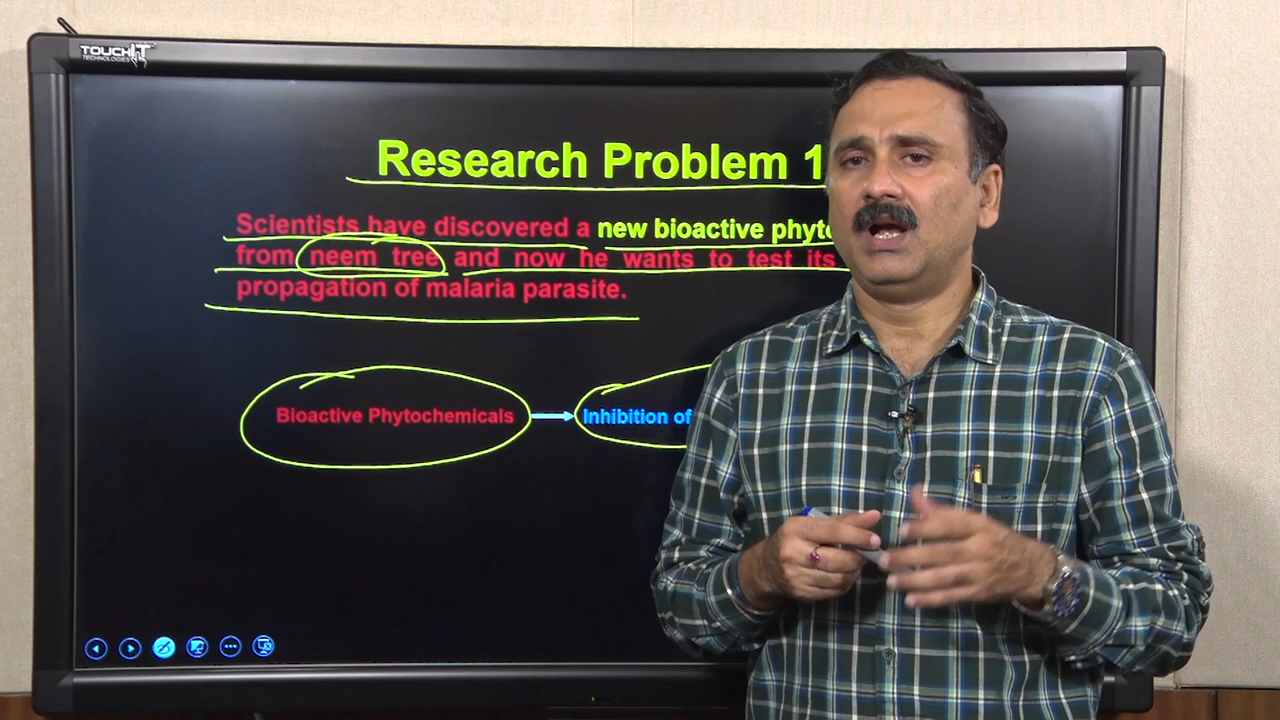 TOUCHIT
TECHNOLOGIES
Research Problem 1
Scientists have discovered a new bioactive
from neem tree and now he wants to test its
propagation of malaria parasite.
Bioactive Phytochemicals
Inhibition of